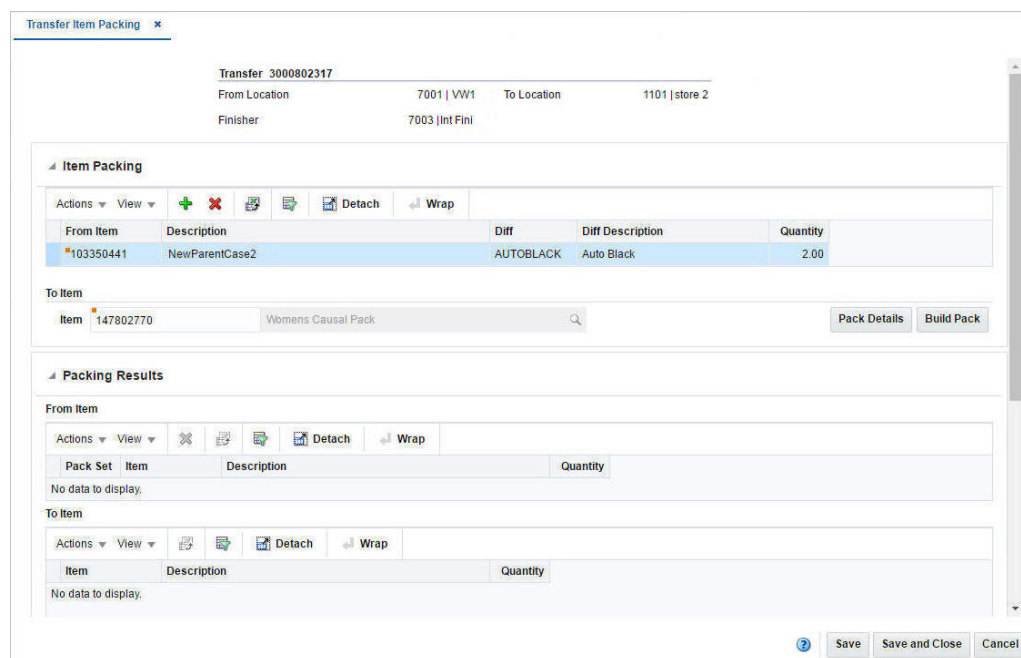 Transfer Item Packing
Transfer 3000802317
From Location 7001 | VW1 To Location 1101 | store 2
Finisher 7003 |Int Fini
Item Packing
Actions View Detach Wrap
From Item Description Diff Diff Description Quantity
103350441 NewParentCase2 AUTOBLACK Auto Black 2.00
To Item
Item 147802770 Womens Causal Pack Pack Details Build Pack
Packing Results
From Item
Actions View Detach Wrap
Pack Set Item Description Quantity
No data to display.
To Item
Actions View Detach Wrap
Item Description Quantity
No data to display.
? Save Save and Close Cancel